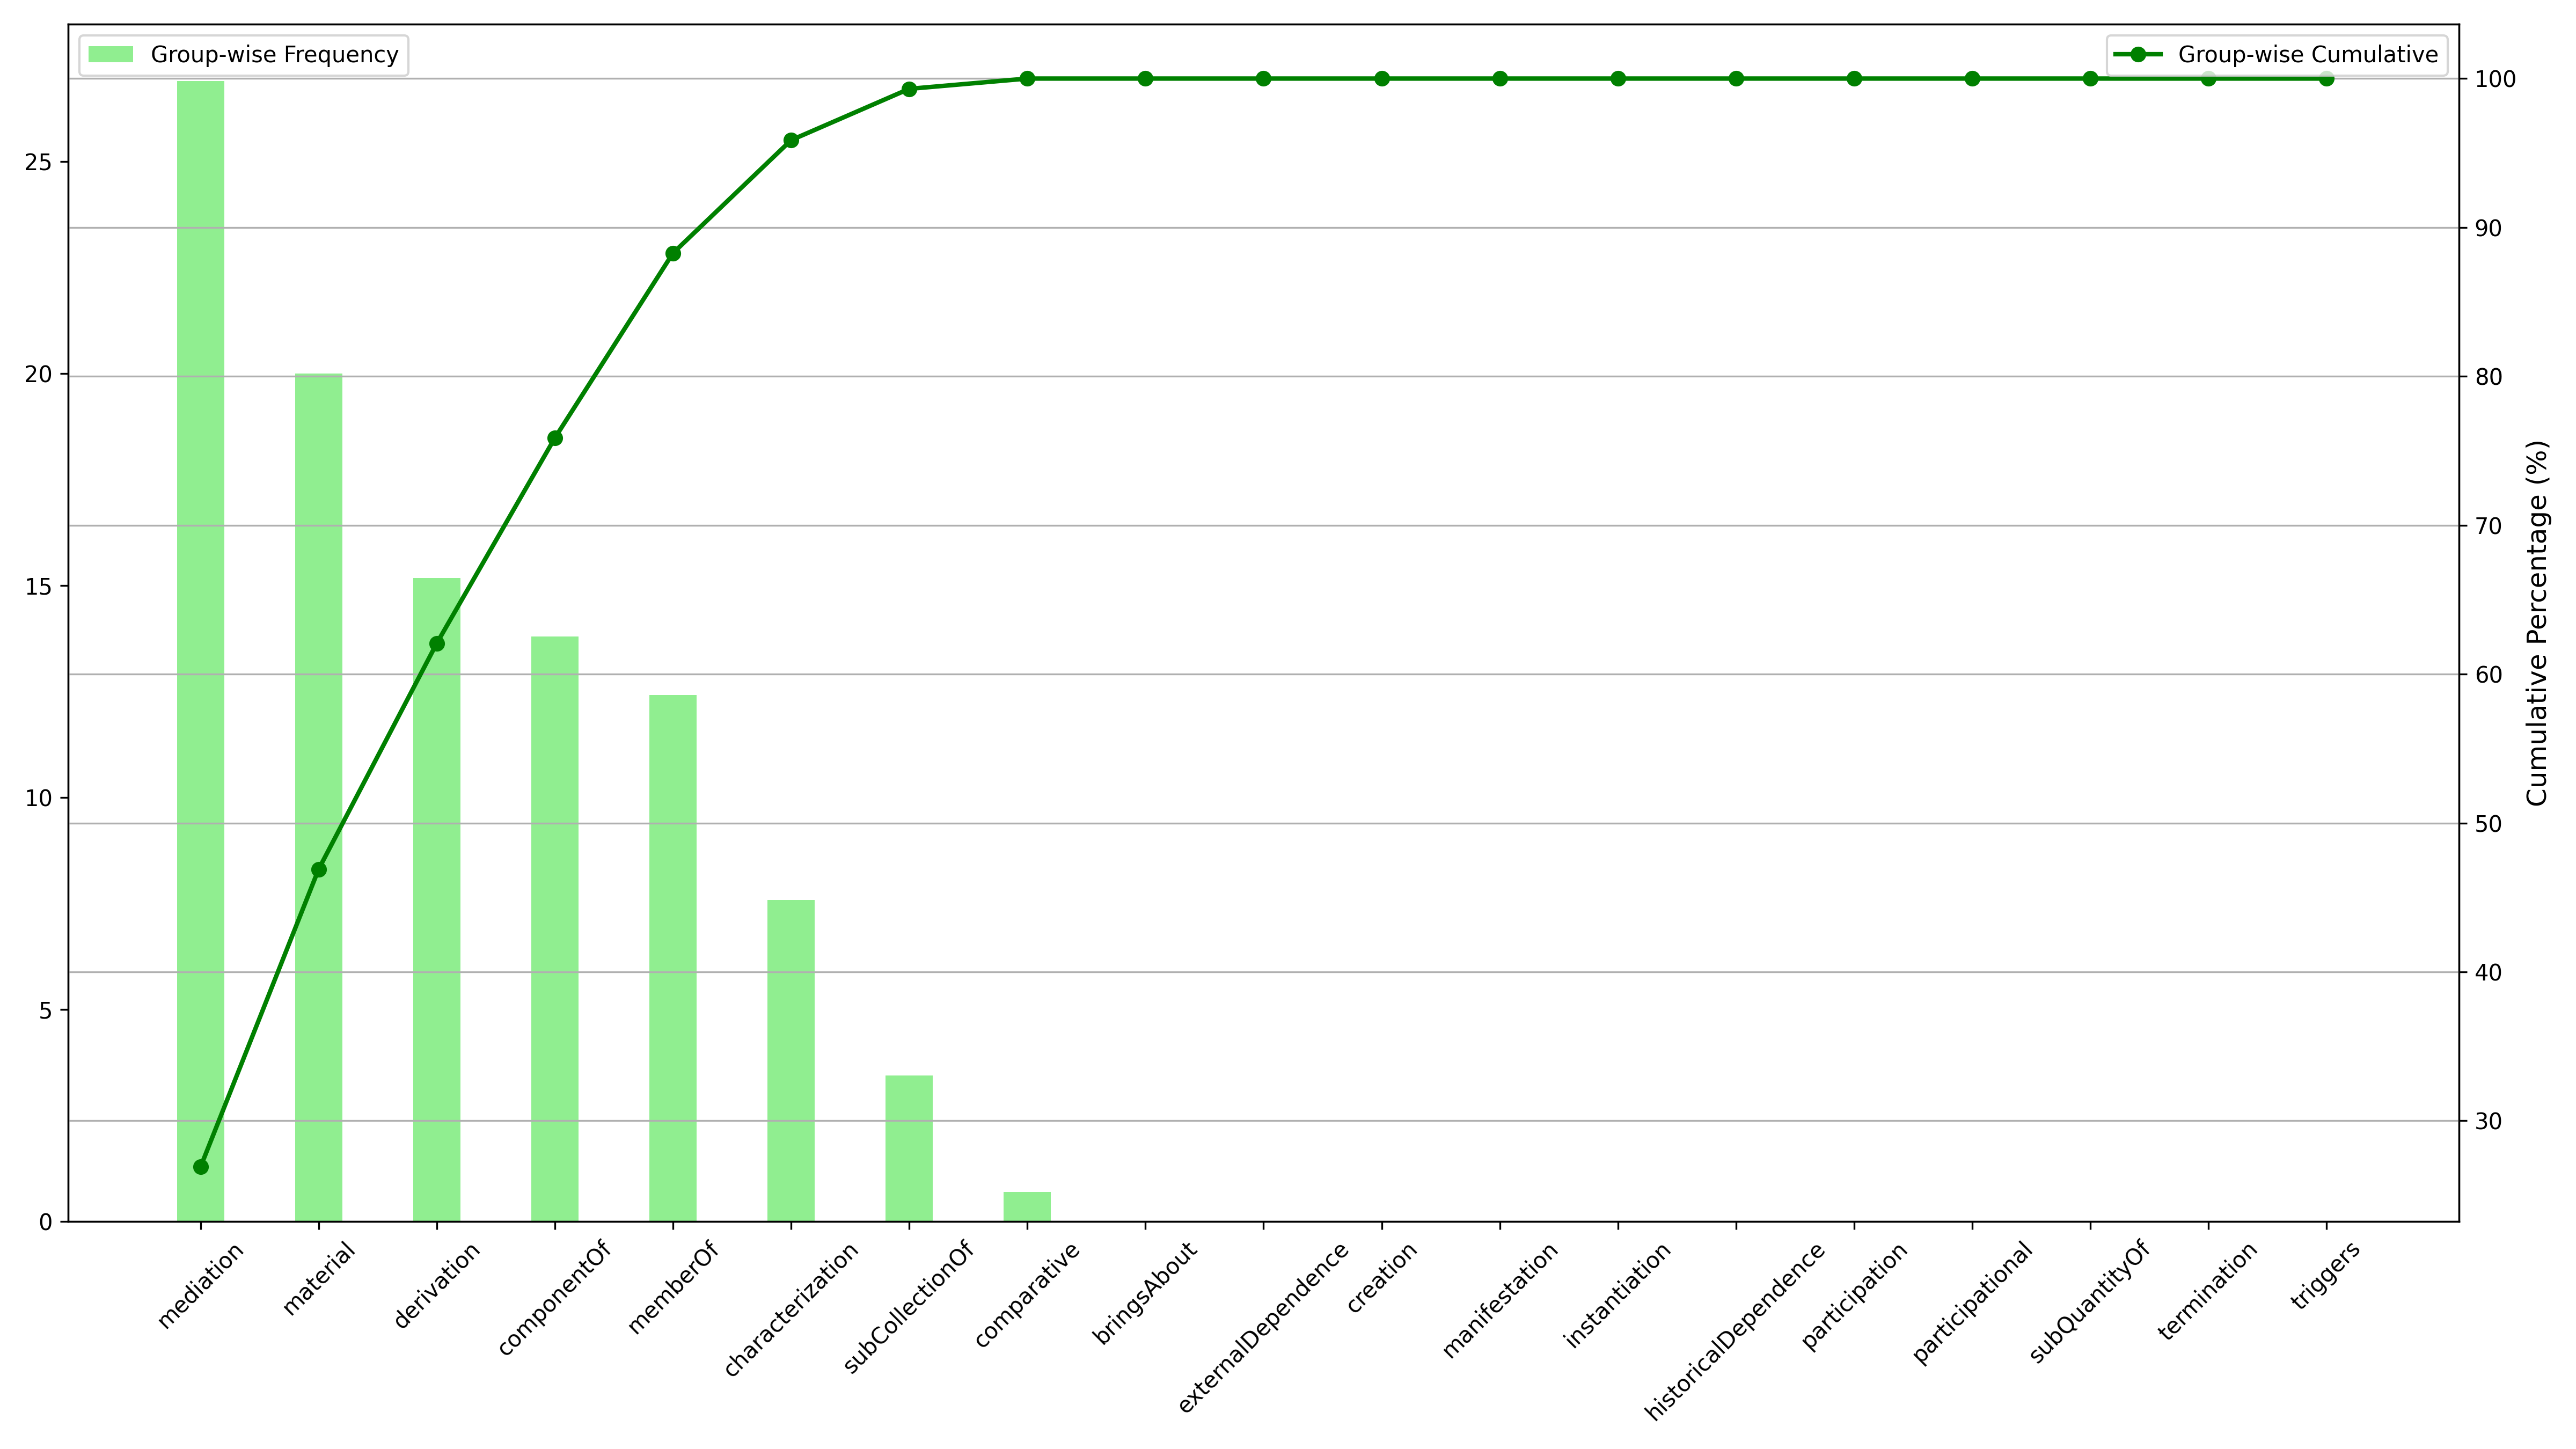 Group-wise Frequency
Group-wise Cumulative
25
20
15
10
5
0
100
90
80
70
60
50
40
30
Cumulative Percentage (%)
mediation
material
derivation
componentOf
memberOf
characterization
subCollectionOf
comparative
bringsAbout
externalDependence
creation
manifestation
instantiation
historicalDependence
participation
participational
subQuantityOf
termination
triggers